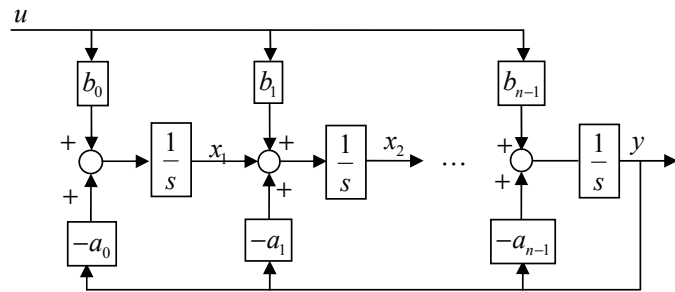 u
b₀ b₁ bₙ₋₁
+ + +
1/s x₁ 1/s x₂ ... 1/s y
+ + +
−a₀ −a₁ −aₙ₋₁